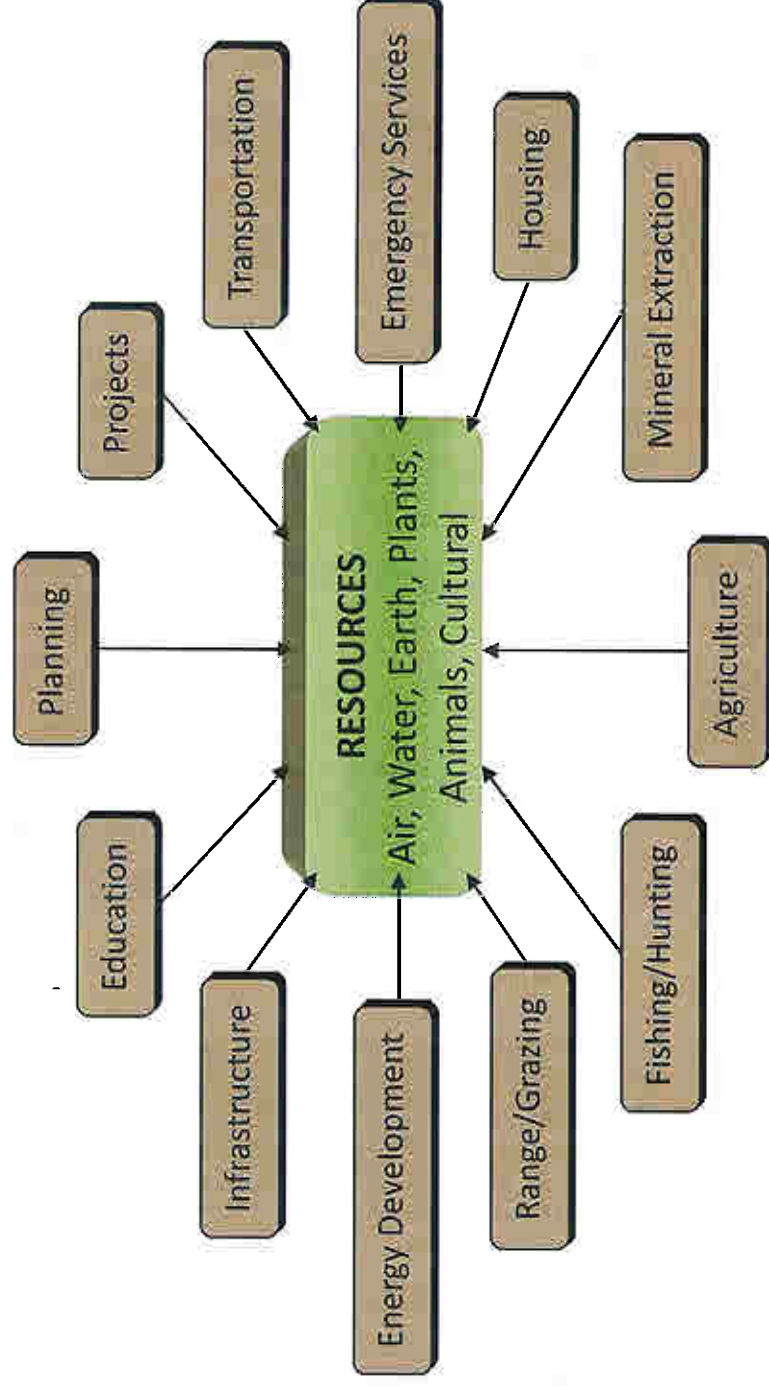 Planning
Education
Projects
Infrastructure
Transportation
RESOURCES
Air, Water, Earth, Plants,
Animals, Cultural
Energy Development
Emergency Services
Range/Grazing
Housing
Fishing/Hunting
Mineral Extraction
Agriculture